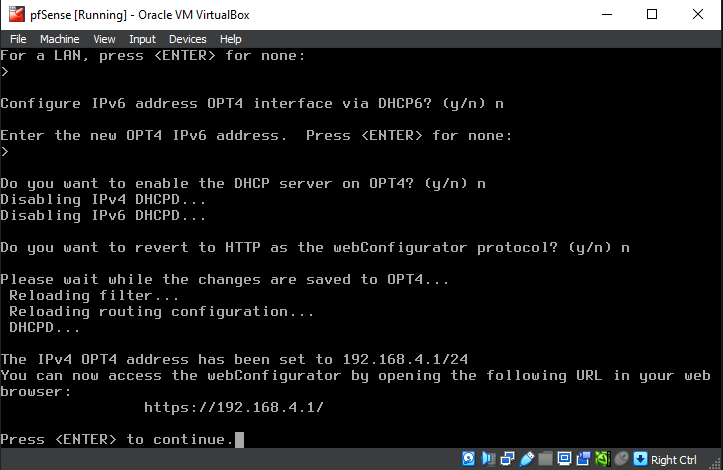 pfSense [Running] - Oracle VM VirtualBox
File Machine View Input Devices Help
For a LAN, press <ENTER> for none:
>
Configure IPv6 address OPT4 interface via DHCP6? (y/n) n
Enter the new OPT4 IPv6 address.  Press <ENTER> for none:
>
Do you want to enable the DHCP server on OPT4? (y/n) n
Disabling IPv4 DHCPD...
Disabling IPv6 DHCPD...
Do you want to revert to HTTP as the webConfigurator protocol? (y/n) n
Please wait while the changes are saved to OPT4...
Reloading filter...
Reloading routing configuration...
DHCPD...
The IPv4 OPT4 address has been set to 192.168.4.1/24
You can now access the webConfigurator by opening the following URL in your web
browser:
https://192.168.4.1/
Press <ENTER> to continue.
Right Ctrl